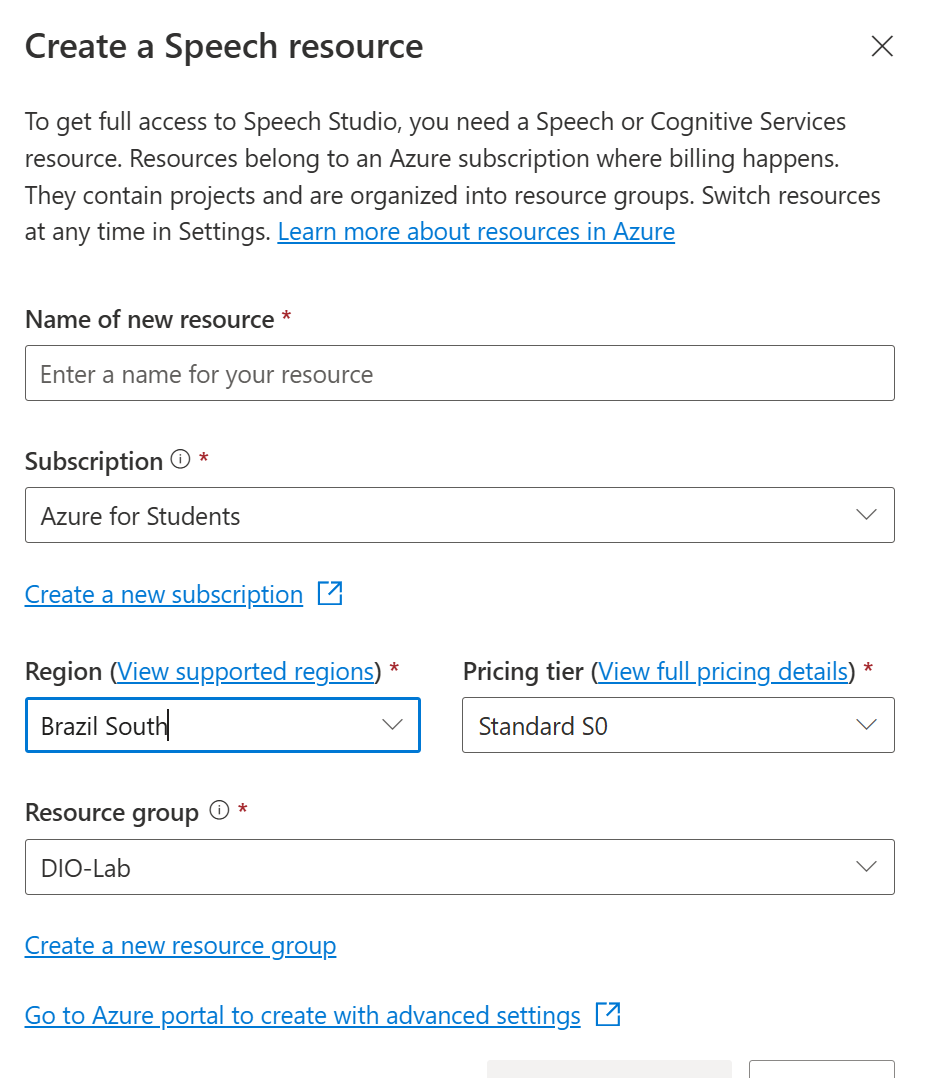 Create a Speech resource
To get full access to Speech Studio, you need a Speech or Cognitive Services
resource. Resources belong to an Azure subscription where billing happens.
They contain projects and are organized into resource groups. Switch resources
at any time in Settings. Learn more about resources in Azure
Name of new resource *
Enter a name for your resource
Subscription *
Azure for Students
Create a new subscription
Region (View supported regions) * Pricing tier (View full pricing details) *
Brazil South Standard S0
Resource group *
DIO-Lab
Create a new resource group
Go to Azure portal to create with advanced settings